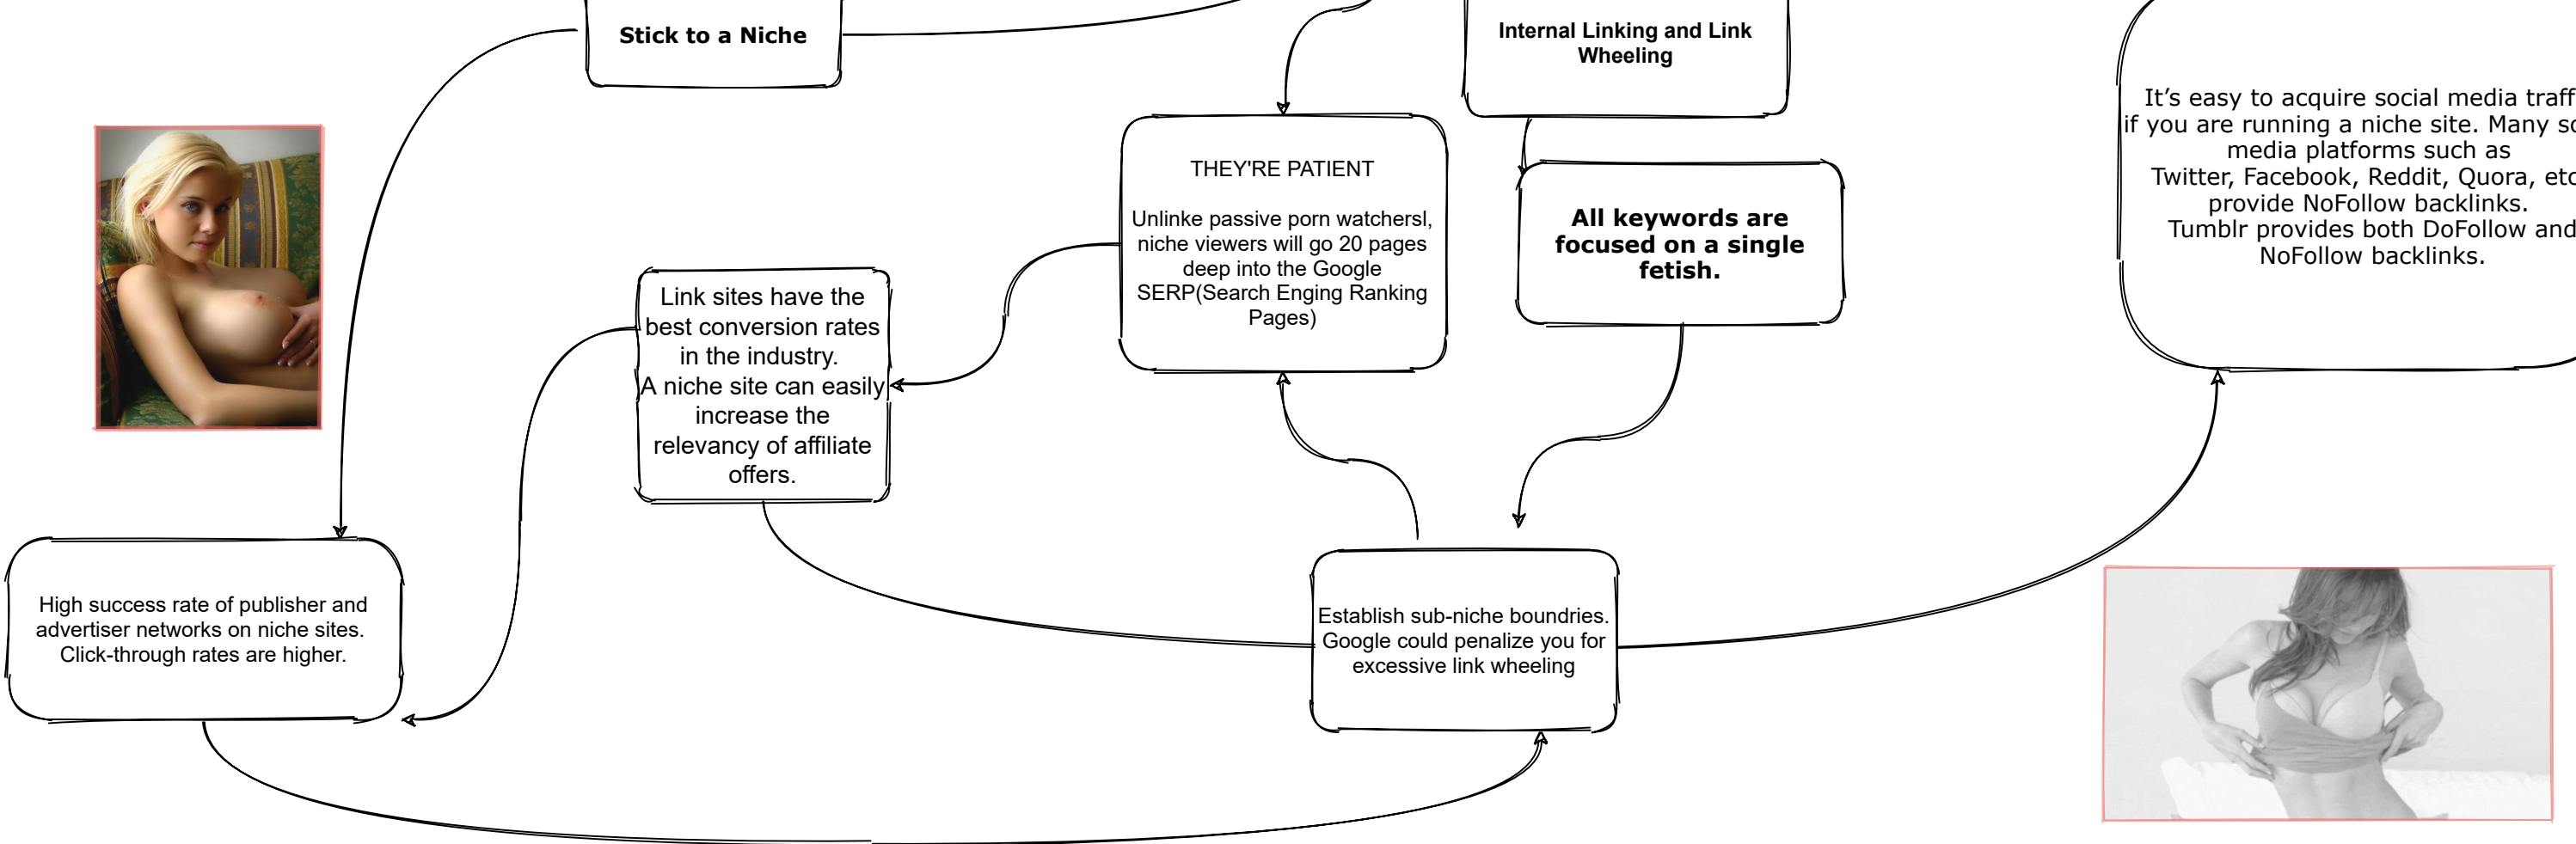 Stick to a Niche
Internal Linking and Link
Wheeling
It’s easy to acquire social media traff
if you are running a niche site. Many so
media platforms such as
Twitter, Facebook, Reddit, Quora, etc
provide NoFollow backlinks.
Tumblr provides both DoFollow and
NoFollow backlinks.
THEY'RE PATIENT
Unlinke passive porn watchersl,
niche viewers will go 20 pages
deep into the Google
SERP(Search Enging Ranking
Pages)
All keywords are
focused on a single
fetish.
Link sites have the
best conversion rates
in the industry.
A niche site can easily
increase the
relevancy of affiliate
offers.
High success rate of publisher and
advertiser networks on niche sites.
Click-through rates are higher.
Establish sub-niche boundries.
Google could penalize you for
excessive link wheeling